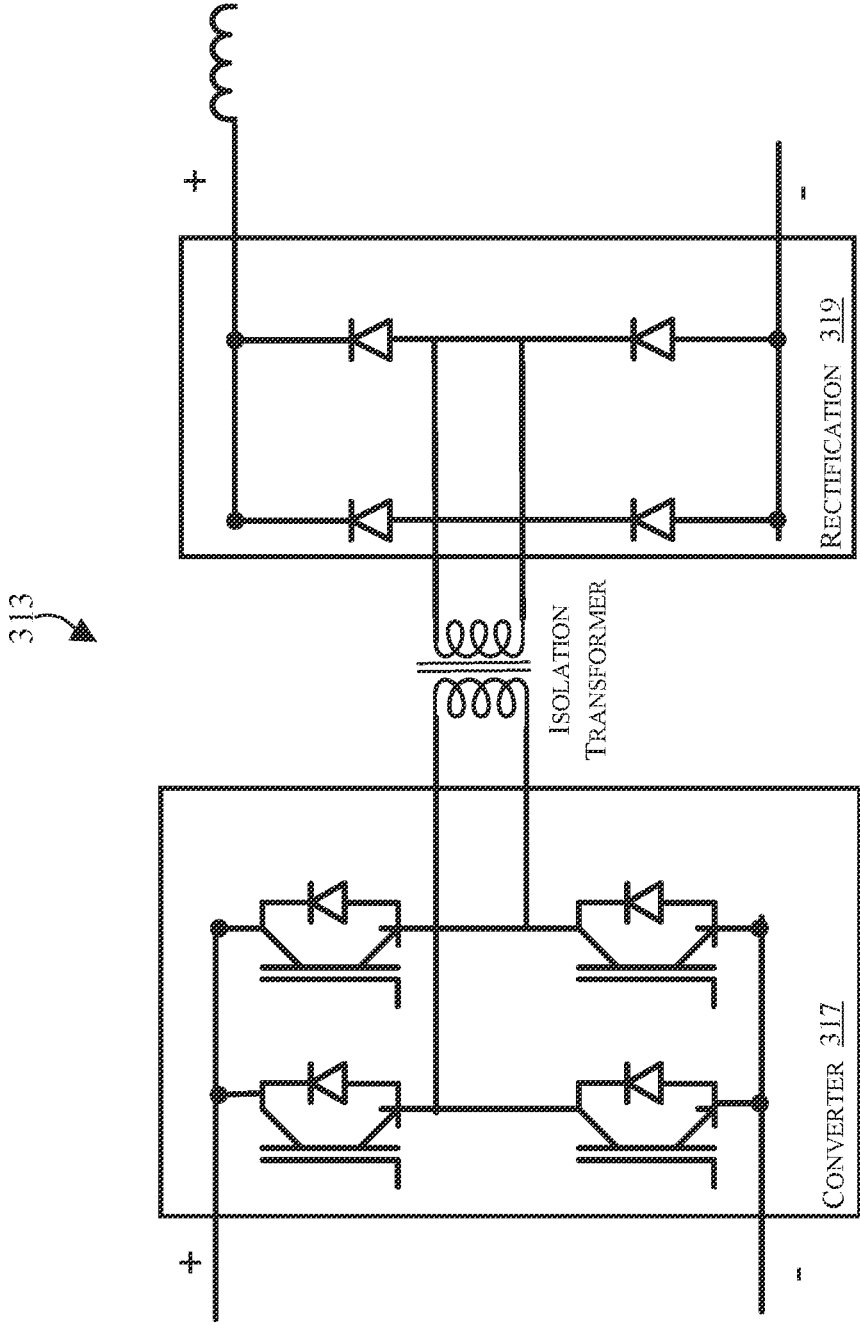 313
+
-
CONVERTER 317
ISOLATION
TRANSFORMER
RECTIFICATION 319
+
-